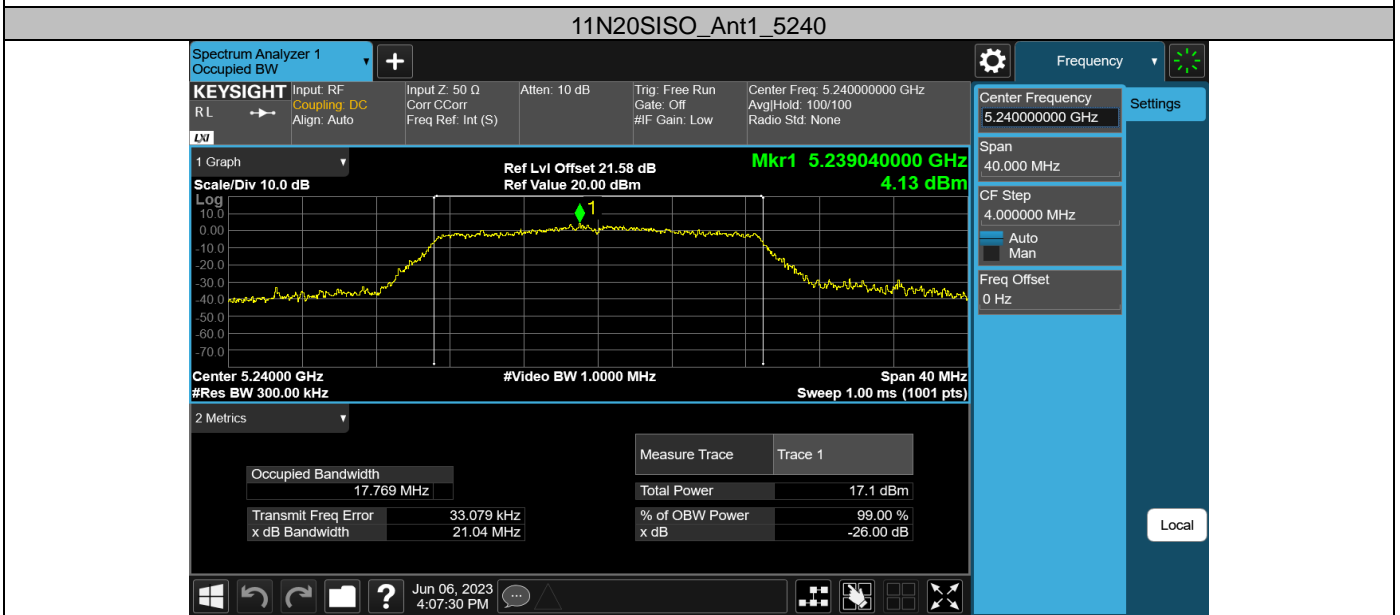 11N20SISO_Ant1_5240
Spectrum Analyzer 1
Occupied BW
+
Frequency
KEYSIGHT
RL
LXI
Input: RF
Coupling: DC
Align: Auto
Input Z: 50 Ω
Corr CCorr
Freq Ref: Int (S)
Atten: 10 dB
Trig: Free Run
Gate: Off
#IF Gain: Low
Center Freq: 5.240000000 GHz
Avg|Hold: 100/100
Radio Std: None
Center Frequency
5.240000000 GHz
Settings
Span
40.000 MHz
CF Step
4.000000 MHz
Auto
Man
Freq Offset
0 Hz
1 Graph
Ref Lvl Offset 21.58 dB
Mkr1 5.239040000 GHz
Scale/Div 10.0 dB
Ref Value 20.00 dBm
4.13 dBm
Log
10.0
0.00
-10.0
-20.0
-30.0
-40.0
-50.0
-60.0
-70.0
1
Center 5.24000 GHz
#Video BW 1.0000 MHz
Span 40 MHz
#Res BW 300.00 kHz
Sweep 1.00 ms (1001 pts)
2 Metrics
Measure Trace
Trace 1
Occupied Bandwidth
17.769 MHz
Total Power
17.1 dBm
Transmit Freq Error
33.079 kHz
% of OBW Power
99.00 %
x dB Bandwidth
21.04 MHz
x dB
-26.00 dB
Local
?
Jun 06, 2023
4:07:30 PM